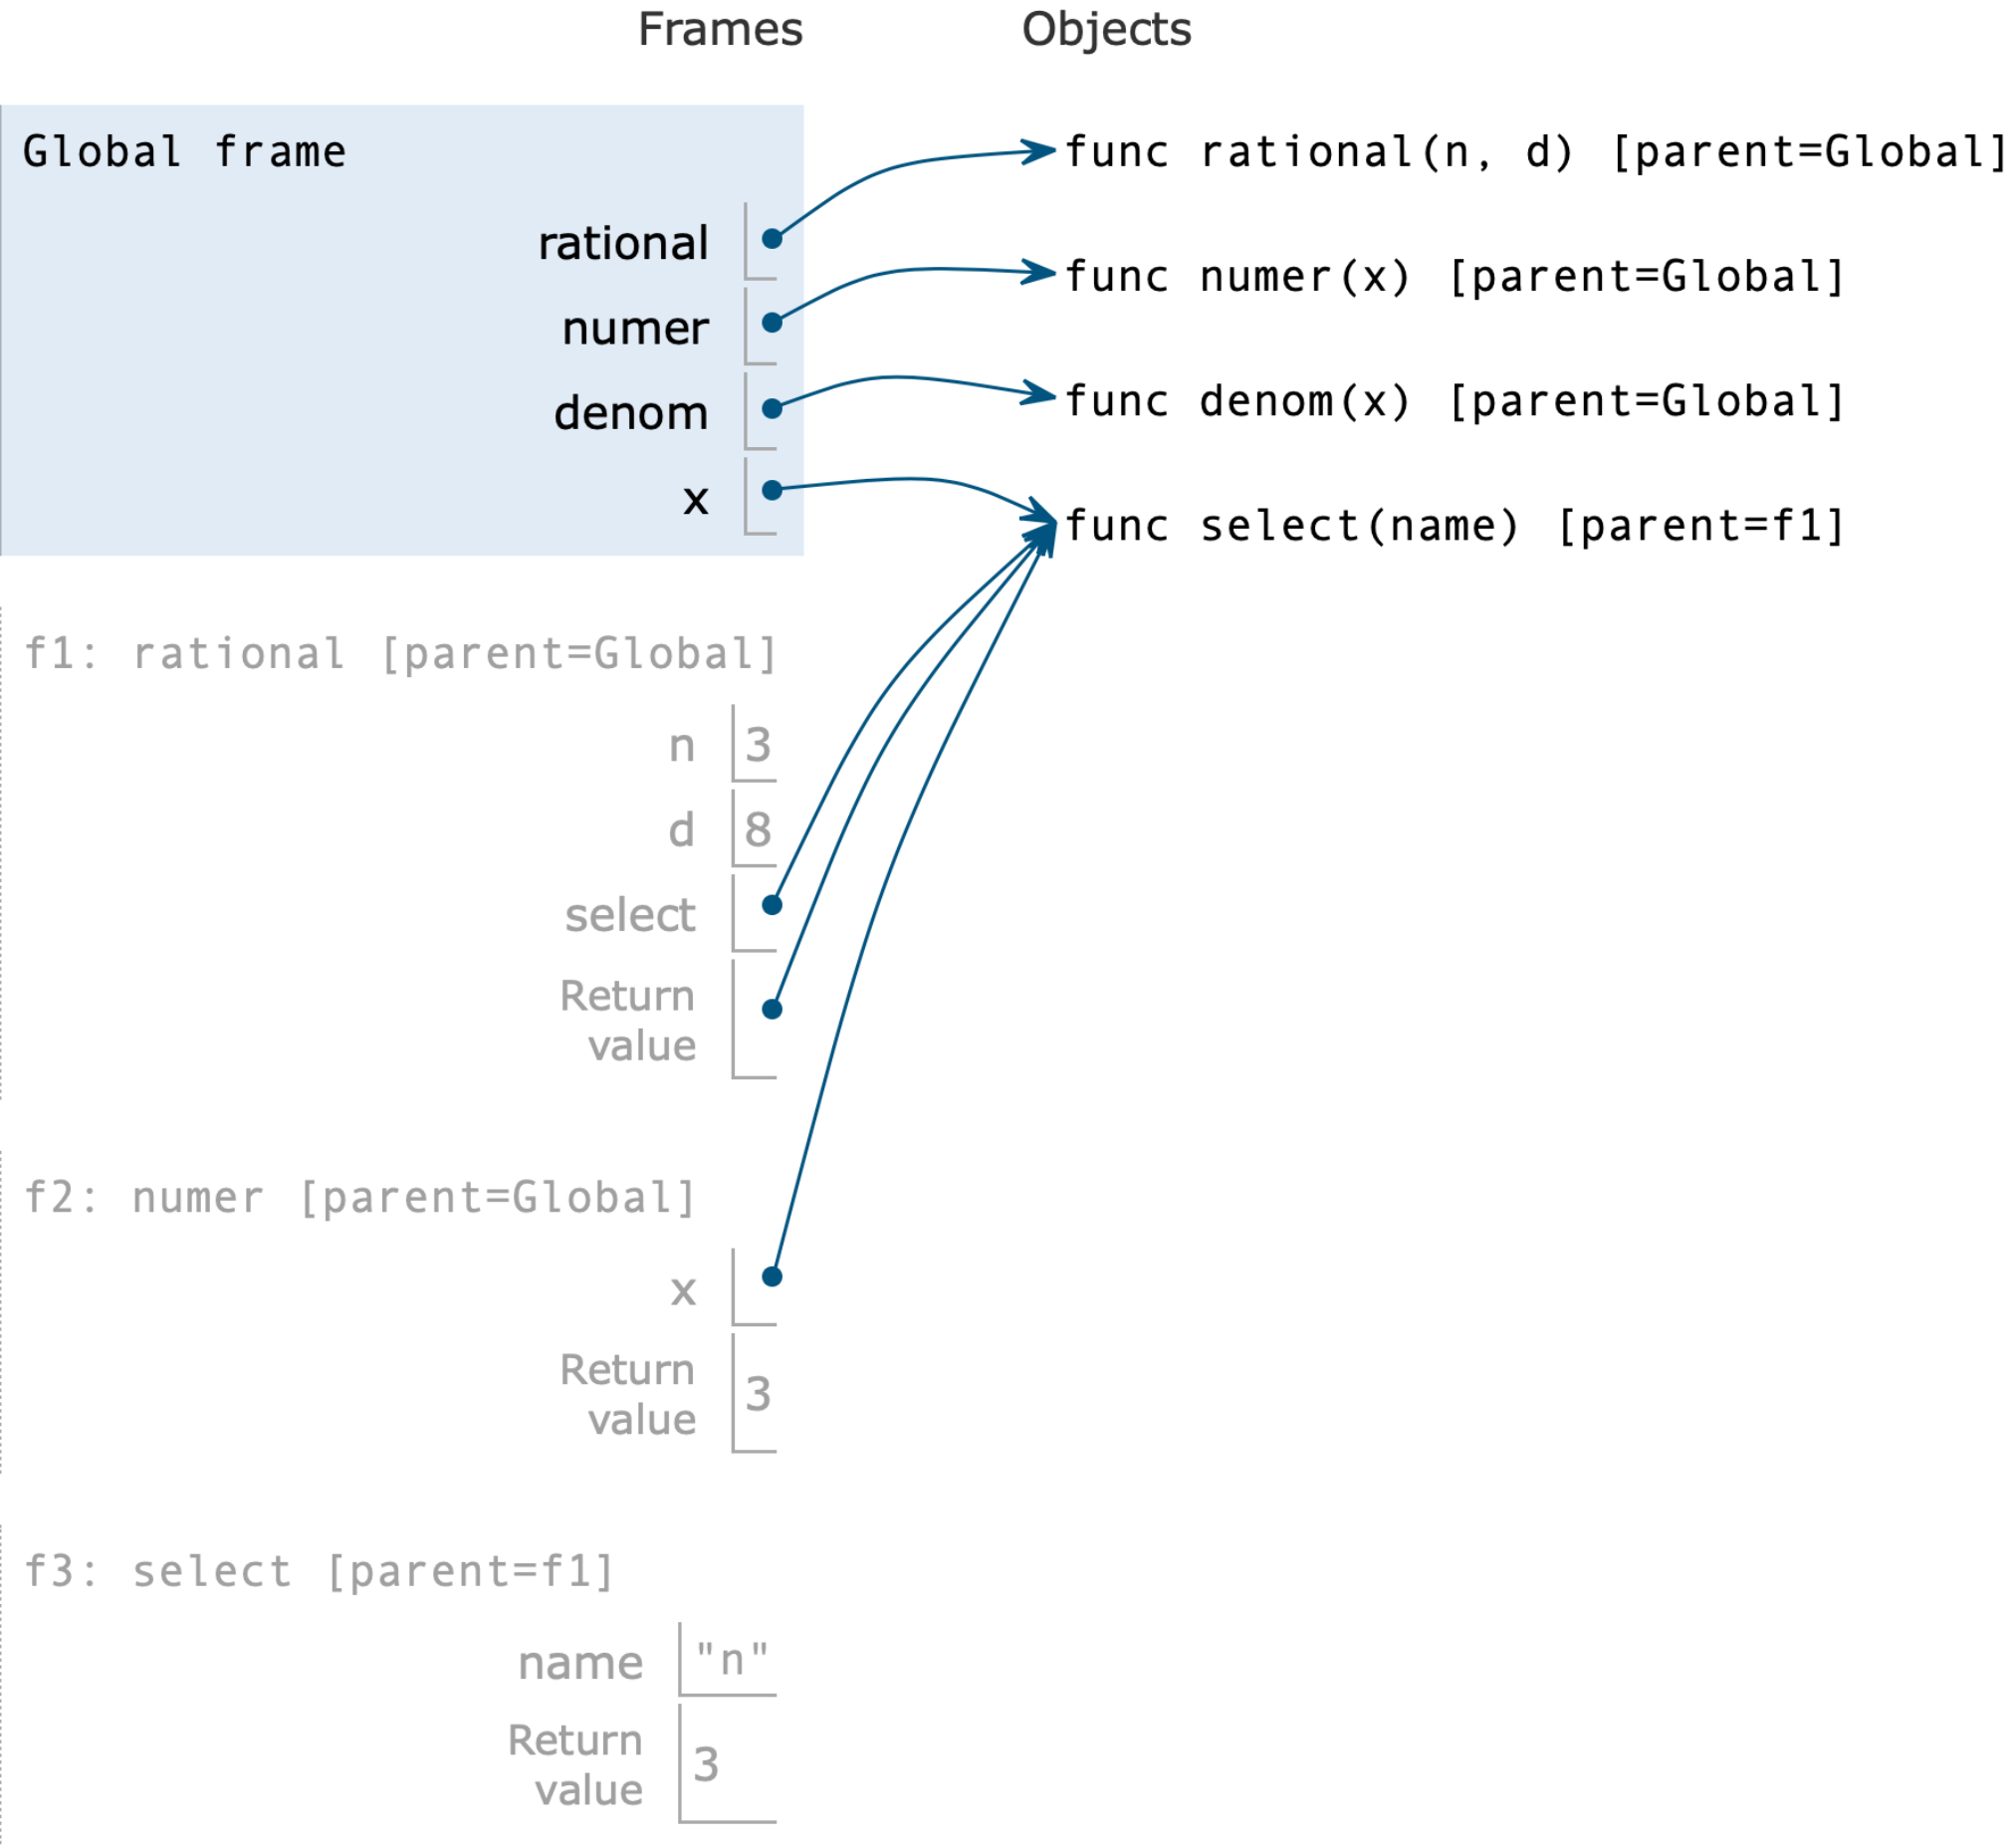 Frames Objects
Global frame
func rational(n, d) [parent=Global]
rational
func numer(x) [parent=Global]
numer
func denom(x) [parent=Global]
denom
x
func select(name) [parent=f1]
f1: rational [parent=Global]
n 3
d 8
select
Return
value
f2: numer [parent=Global]
x
Return
value
3
f3: select [parent=f1]
name "n"
Return
value
3